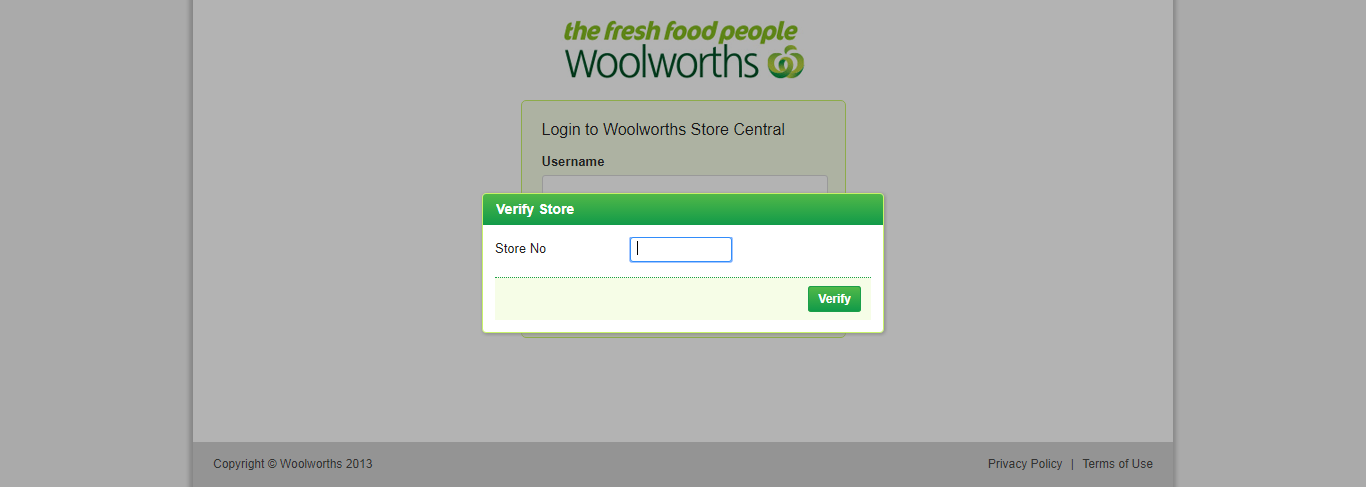 the fresh food people
Woolworths
Login to Woolworths Store Central
Username
Verify Store
Store No
Verify
Copyright © Woolworths 2013
Privacy Policy | Terms of Use